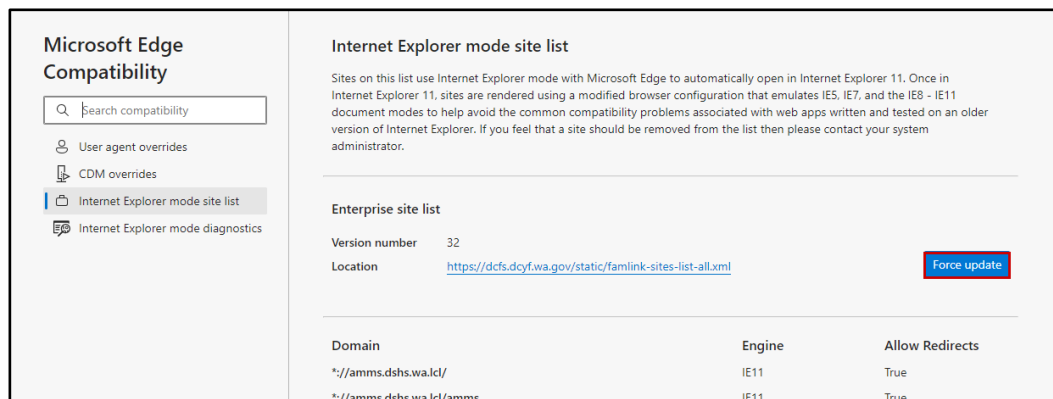 Microsoft Edge
Compatibility
Search compatibility
User agent overrides
CDM overrides
Internet Explorer mode site list
Internet Explorer mode diagnostics
Internet Explorer mode site list
Sites on this list use Internet Explorer mode with Microsoft Edge to automatically open in Internet Explorer 11. Once in
Internet Explorer 11, sites are rendered using a modified browser configuration that emulates IE5, IE7, and the IE8 - IE11
document modes to help avoid the common compatibility problems associated with web apps written and tested on an older
version of Internet Explorer. If you feel that a site should be removed from the list then please contact your system
administrator.
Enterprise site list
Version number 32
Location https://dcfs.dcyf.wa.gov/static/famlink-sites-list-all.xml Force update
Domain Engine Allow Redirects
*://amms.dshs.wa.lcl/ IE11 True
*://amms.dshs.wa.lcl/amms IE11 True